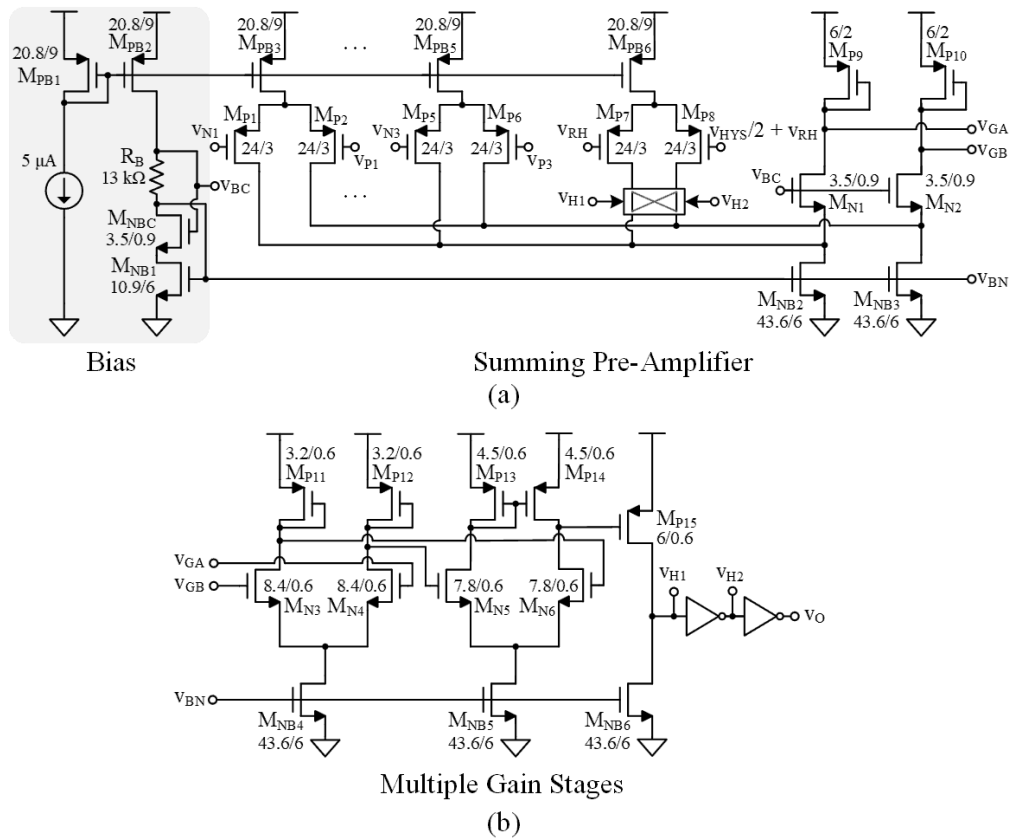 20.8/9 20.8/9 20.8/9 20.8/9 6/2 6/2
20.8/9 M_PB2 M_PB3 . . . M_PB5 M_PB6 M_P9 M_P10
M_PB1
M_P1 M_P2 M_P5 M_P6 M_P7 M_P8
v_N1 v_N3 v_RH v_HYS/2 + v_RH v_GA
24/3 24/3 24/3 24/3 24/3 24/3
v_P1 v_P3 v_GB
5 μA R_B
13 kΩ v_BC . . . v_BC 3.5/0.9 3.5/0.9
v_H1 v_H2 M_N1 M_N2
M_NBC
3.5/0.9
M_NB1
10.9/6 v_BN
M_NB2 M_NB3
43.6/6 43.6/6
Bias Summing Pre-Amplifier
(a)
3.2/0.6 3.2/0.6 4.5/0.6 4.5/0.6
M_P11 M_P12 M_P13 M_P14
M_P15
6/0.6
v_GA
v_GB 8.4/0.6 8.4/0.6 7.8/0.6 7.8/0.6 v_H1 v_H2
M_N3 M_N4 M_N5 M_N6
v_O
v_BN
M_NB4 M_NB5 M_NB6
43.6/6 43.6/6 43.6/6
Multiple Gain Stages
(b)